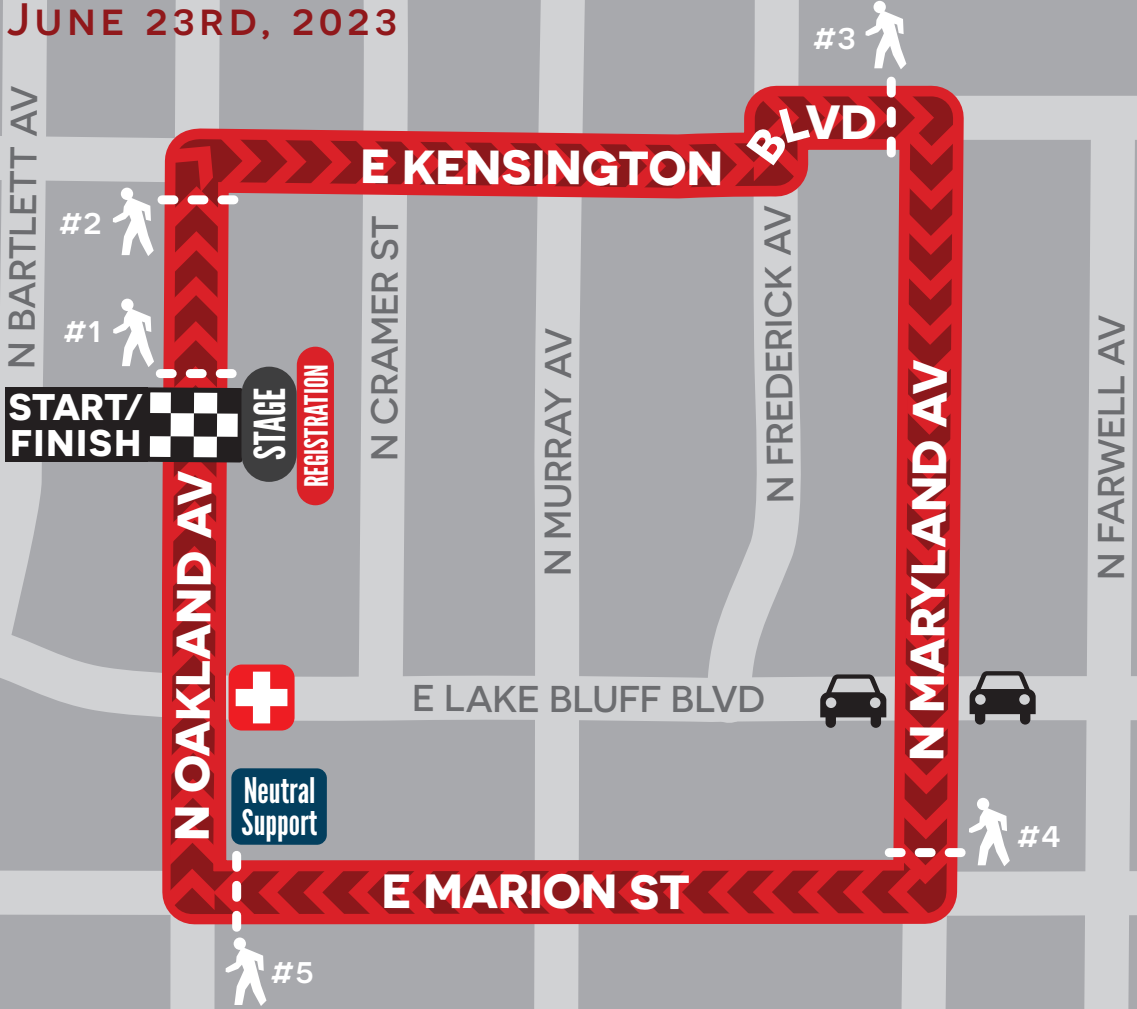 JUNE 23RD, 2023
#3
BLVD
E KENSINGTON
N BARTLETT AV
#2
#1
START/
FINISH
STAGE
REGISTRATION
N CRAMER ST
N MURRAY AV
N FREDERICK AV
N MARYLAND AV
N FARWELL AV
N OAKLAND AV
E LAKE BLUFF BLVD
Neutral
Support
#4
E MARION ST
#5